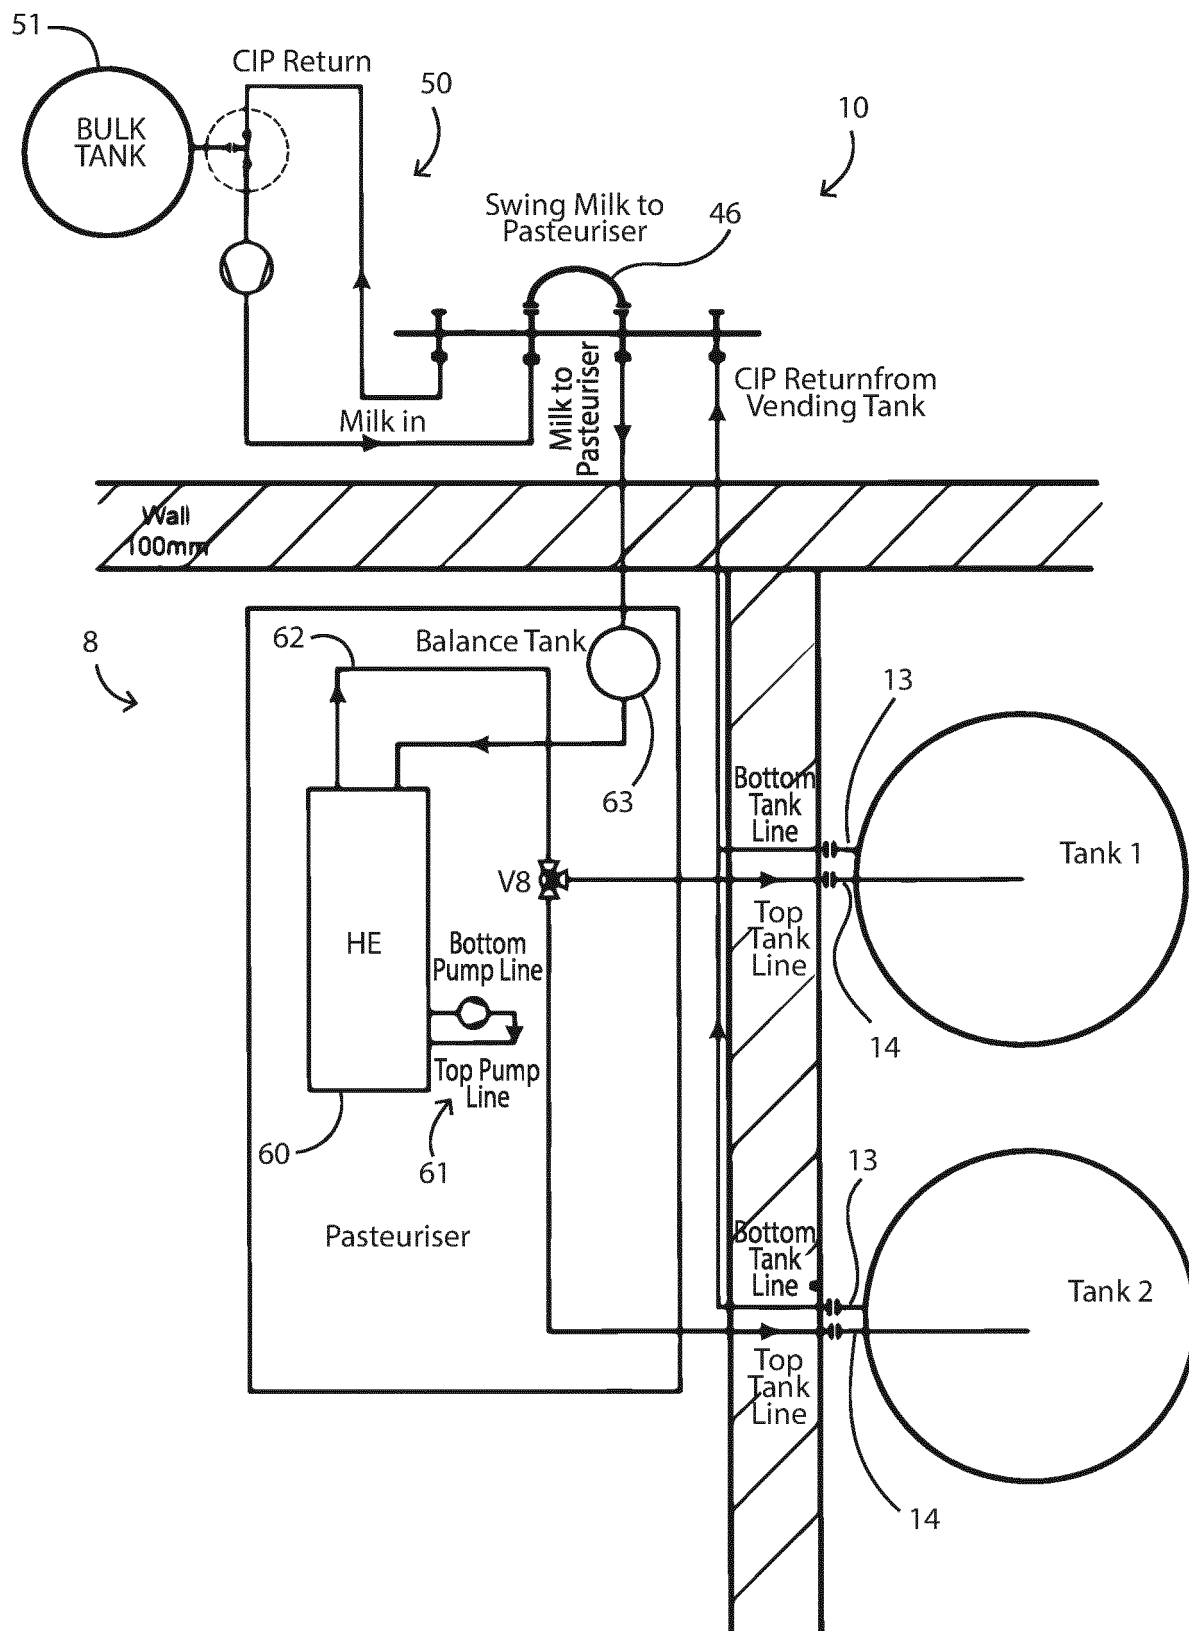 51
CIP Return
50
10
BULK
TANK
Swing Milk to
Pasteuriser
46
Milk to
Pasteuriser
CIP Returnfrom
Vending Tank
Milk in
Wall
100mm
8
62
Balance Tank
63
13
Bottom
Tank
Line
Tank 1
V8
Top
Tank
Line
14
HE
Bottom
Pump Line
Top Pump
Line
60
61
Pasteuriser
13
Bottom
Tank
Line
Tank 2
Top
Tank
Line
14